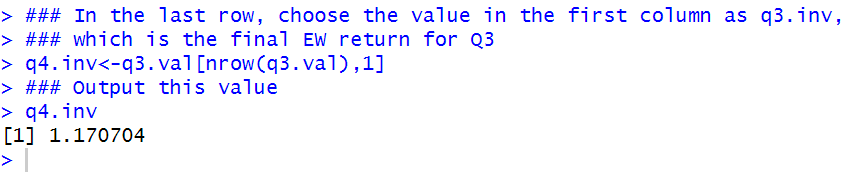 > ### In the last row, choose the value in the first column as q3.inv,
> ### which is the final EW return for Q3
> q4.inv<-q3.val[nrow(q3.val),1]
> ### Output this value
> q4.inv
[1] 1.170704
>